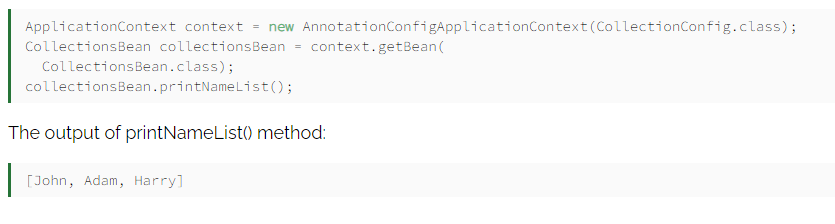 ApplicationContext context = new AnnotationConfigApplicationContext(CollectionConfig.class);
CollectionsBean collectionsBean = context.getBean(
  CollectionsBean.class);
collectionsBean.printNameList();
The output of printNameList() method:
[John, Adam, Harry]